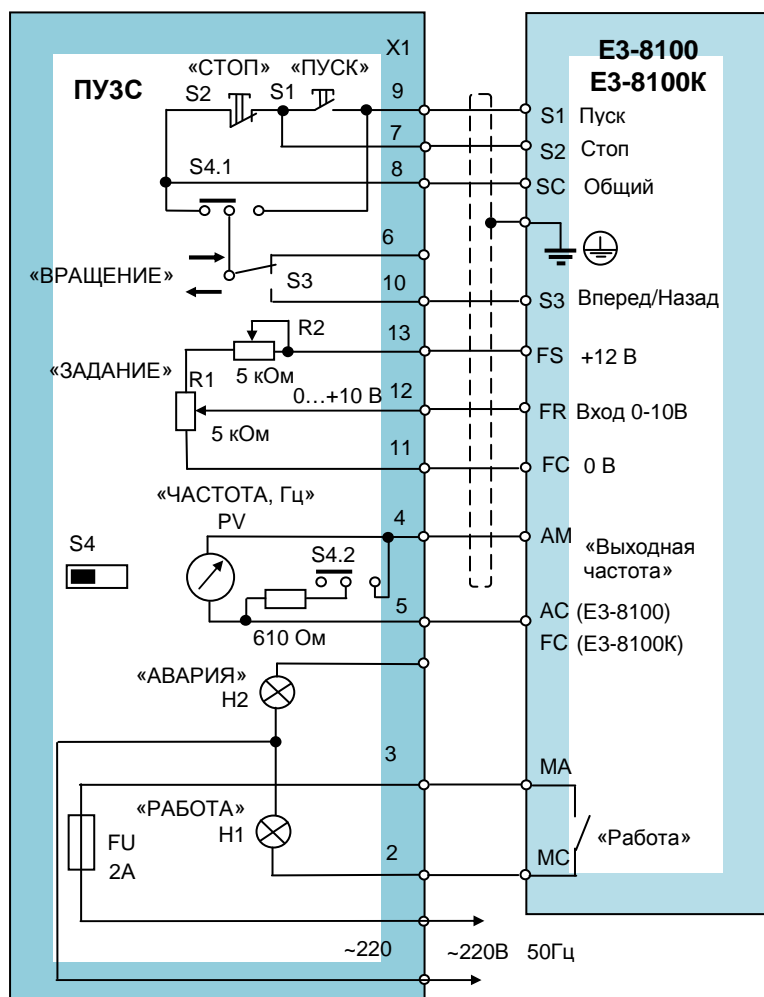 X1
Е3-8100
Е3-8100К
ПУ3С
«СТОП» «ПУСК»
S2
S1
9
S1 Пуск
7
S2 Стоп
8
SC Общий
S4.1
6
«ВРАЩЕНИЕ»
S3
10
S3 Вперед/Назад
R2
13
FS +12 В
5 кОм
«ЗАДАНИЕ»
R1
0…+10 В
12
FR Вход 0-10В
5 кОм
11
FC 0 В
«ЧАСТОТА, Гц»
PV
4
AM
«Выходная
частота»
S4
S4.2
5
610 Ом
AC (Е3-8100)
FC (Е3-8100К)
«АВАРИЯ»
H2
3
MA
«РАБОТА»
H1
FU
2А
2
MC
«Работа»
~220
~220В 50Гц